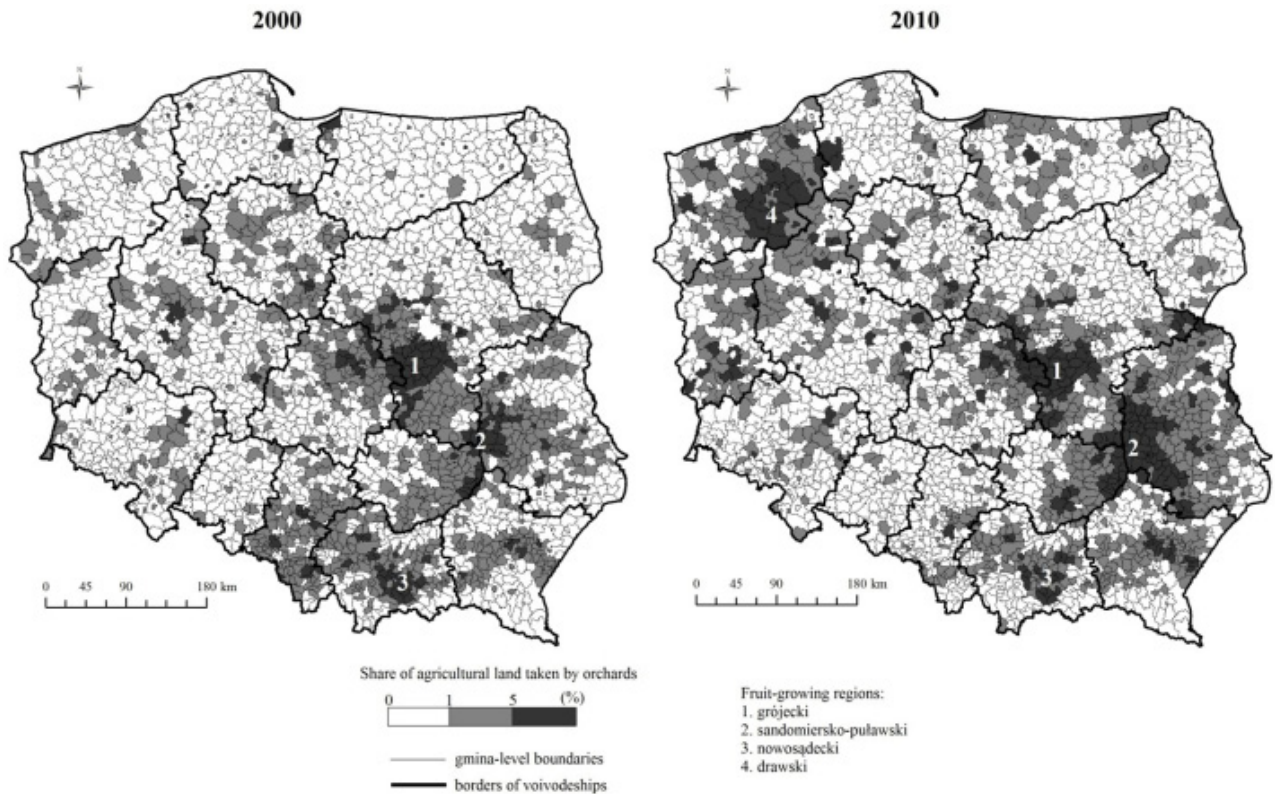 2000
2010
N
N
1
2
3
4
1
2
3
0 45 90 180 km
0 45 90 180 km
Share of agricultural land taken by orchards
0 1 5 (%)
gmina-level boundaries
borders of voivodeships
Fruit-growing regions:
1. grójecki
2. sandomiersko-puławski
3. nowosądecki
4. drawski